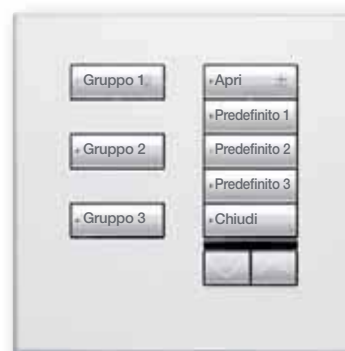 Gruppo 1
Gruppo 2
Gruppo 3
Apri
Predefinito 1
Predefinito 2
Predefinito 3
Chiudi